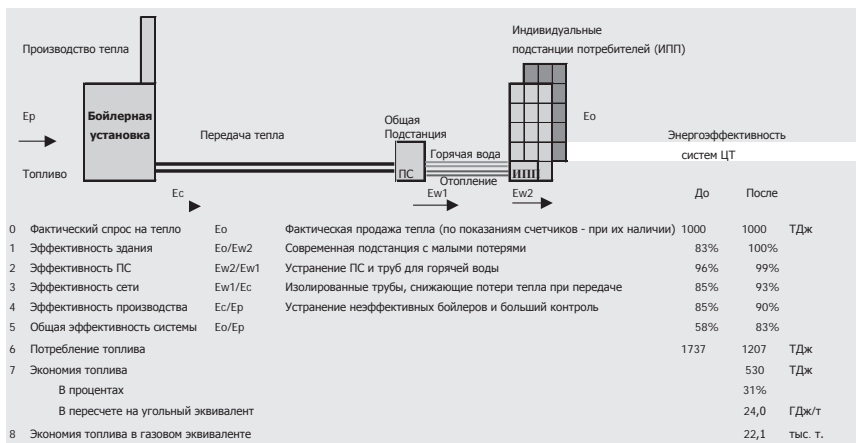 Индивидуальные
Производство тепла
подстанции потребителей (ИПП)
Ep
Бойлерная
установка
Общая
Подстанция
Eo
Передача тепла
Энергоэффективность
Горячая вода
систем ЦТ
Топливо
ПС
ИПП
Отопление
Ec
Ew1
Ew2
До После
0 Фактический спрос на тепло Eo Фактическая продажа тепла (по показаниям счетчиков - при их наличии) 1000 1000 ТДж
1 Эффективность здания Eo/Ew2 Современная подстанция с малыми потерями 83% 100%
2 Эффективность ПС Ew2/Ew1 Устранение ПС и труб для горячей воды 96% 99%
3 Эффективность сети Ew1/Ec Изолированные трубы, снижающие потери тепла при передаче 85% 93%
4 Эффективность производства Ec/Ep Устранение неэффективных бойлеров и больший контроль 85% 90%
5 Общая эффективность системы Eo/Ep 58% 83%
6 Потребление топлива 1737 1207 ТДж
7 Экономия топлива 530 ТДж
В процентах 31%
В пересчете на угольный эквивалент 24,0 ГДж/т
8 Экономия топлива в газовом эквиваленте 22,1 тыс. т.